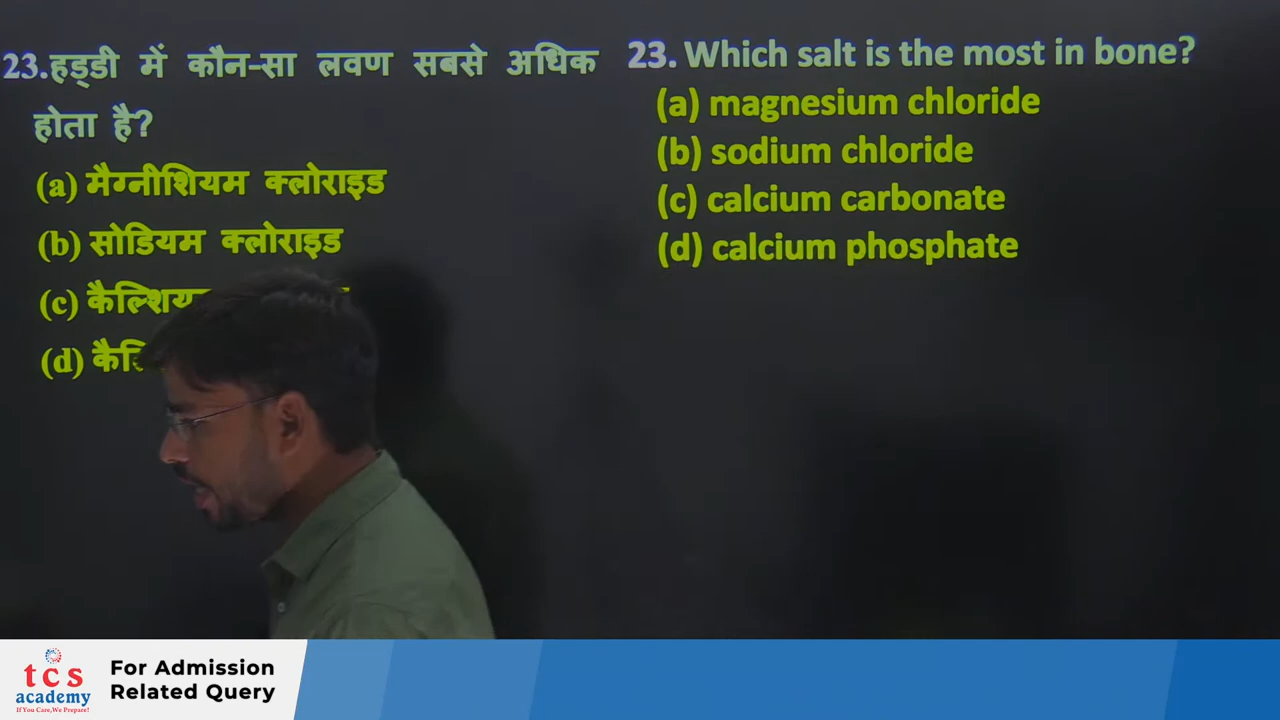 23.हड्डी में कौन-सा लवण सबसे अधिक
होता है?
(a) मैग्नीशियम क्लोराइड
(b) सोडियम क्लोराइड
(c)
(d)
23. Which salt is the most in bone?
(a) magnesium chloride
(b) sodium chloride
(c) calcium carbonate
(d) calcium phosphate
tcs
academy
If You Care,We Prepare!
For Admission
Related Query